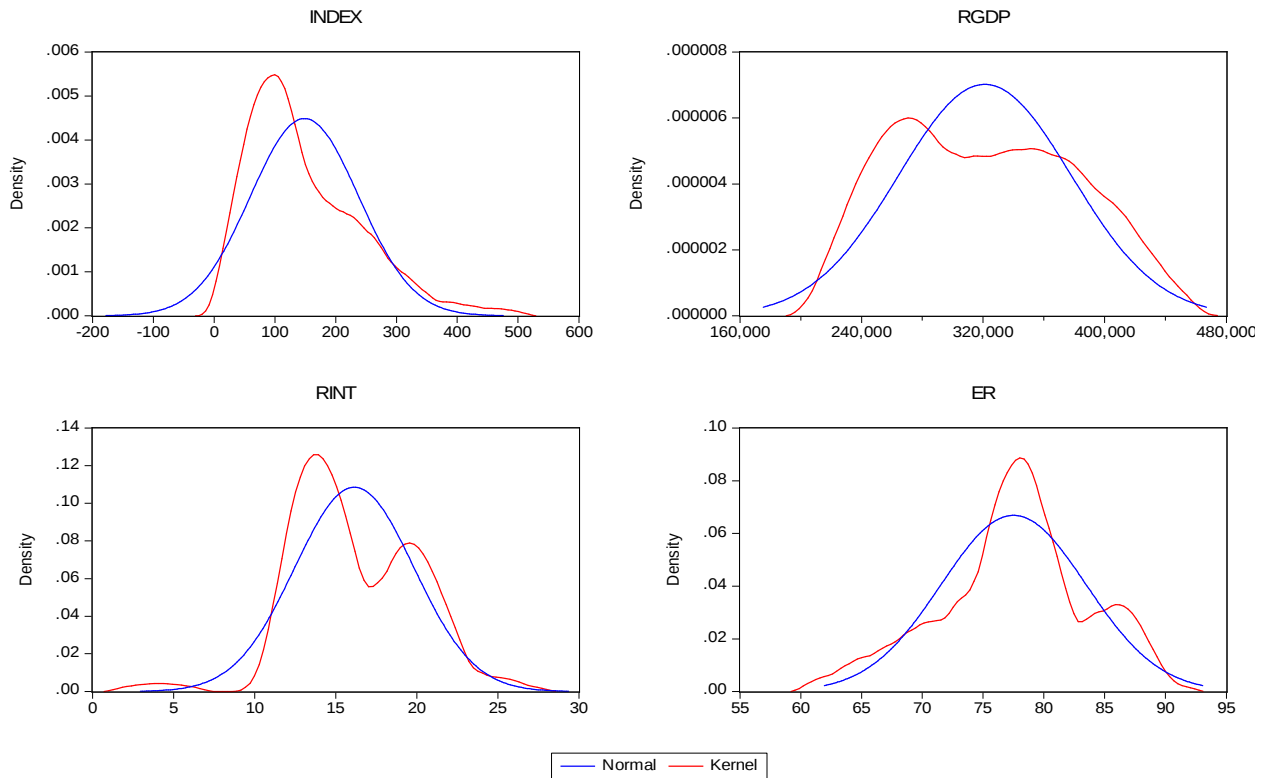 INDEX
.006
.005
.004
.003
.002
.001
.000
Density
-200 -100 0 100 200 300 400 500 600
RGDP
.000008
.000006
.000004
.000002
.000000
Density
160,000 240,000 320,000 400,000 480,000
RINT
.14
.12
.10
.08
.06
.04
.02
.00
Density
0 5 10 15 20 25 30
ER
.10
.08
.06
.04
.02
.00
Density
55 60 65 70 75 80 85 90 95
Normal Kernel